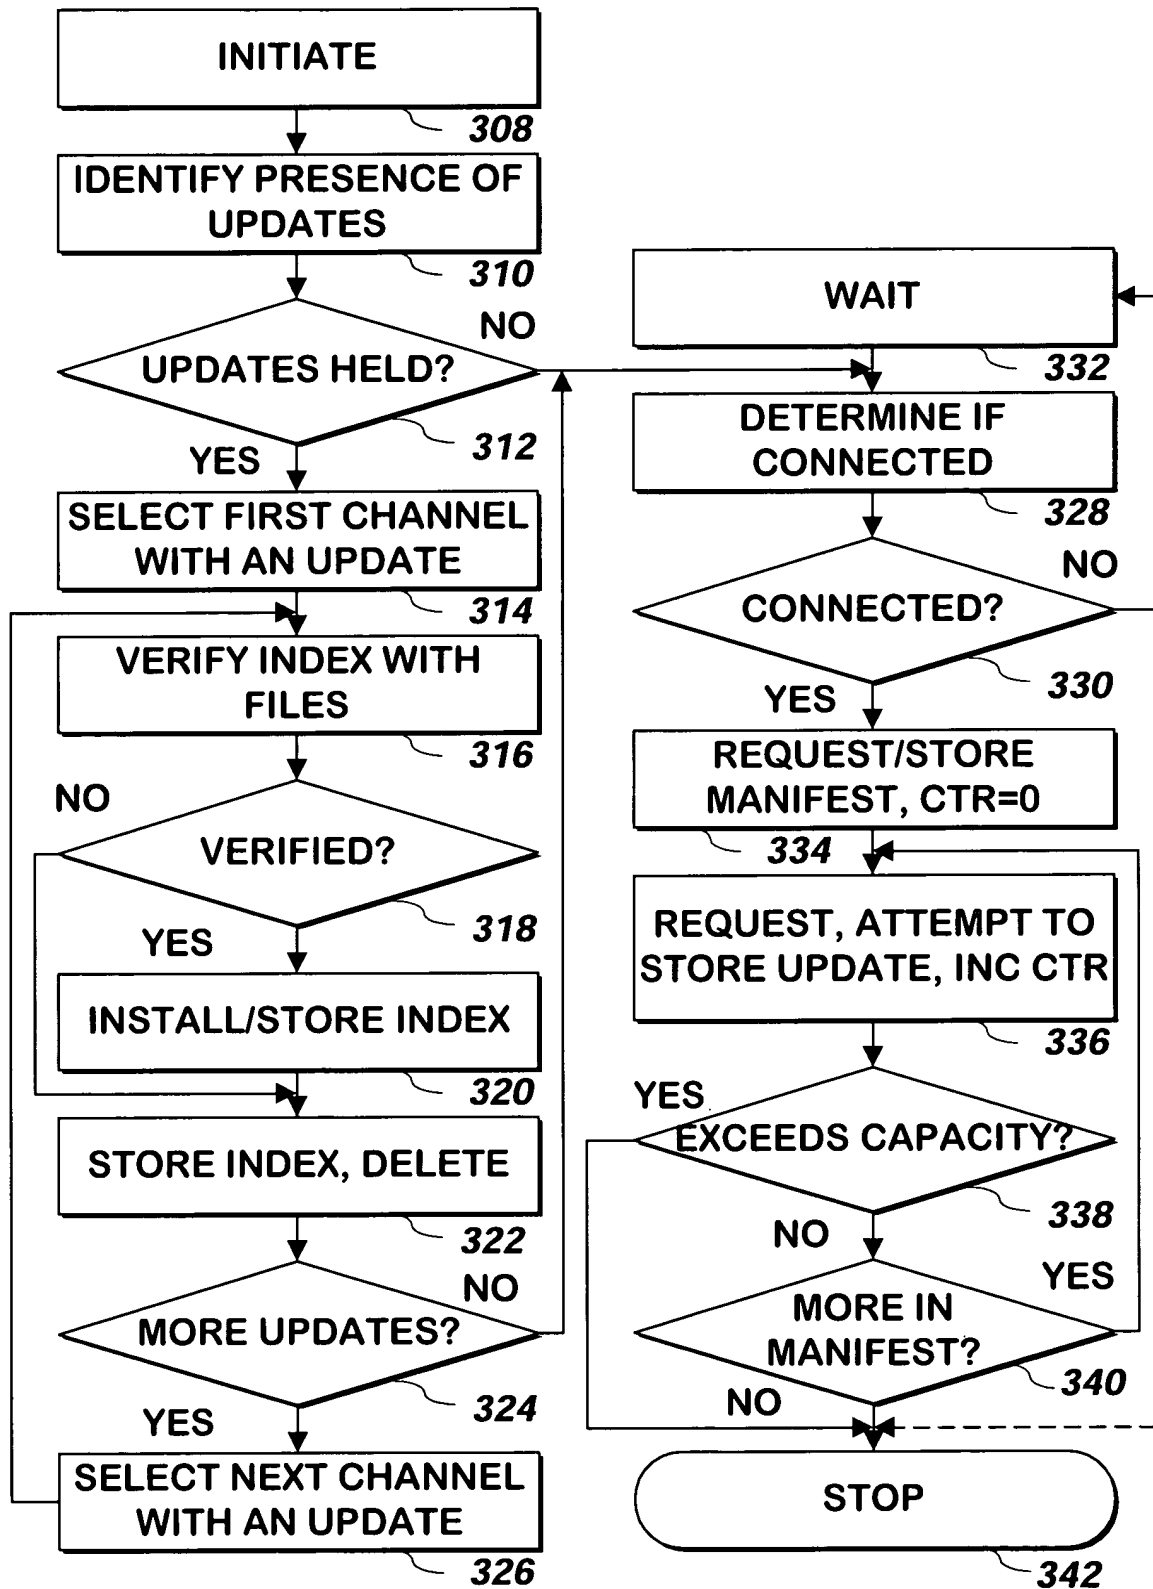 INITIATE
308
IDENTIFY PRESENCE OF
UPDATES
310
NO
UPDATES HELD?
312
YES
SELECT FIRST CHANNEL
WITH AN UPDATE
314
VERIFY INDEX WITH
FILES
316
NO
VERIFIED?
318
YES
INSTALL/STORE INDEX
320
STORE INDEX, DELETE
322
NO
MORE UPDATES?
324
YES
SELECT NEXT CHANNEL
WITH AN UPDATE
326
WAIT
332
DETERMINE IF
CONNECTED
328
NO
CONNECTED?
330
YES
REQUEST/STORE
MANIFEST, CTR=0
334
REQUEST, ATTEMPT TO
STORE UPDATE, INC CTR
336
YES
EXCEEDS CAPACITY?
338
NO
YES
MORE IN
MANIFEST?
340
NO
STOP
342